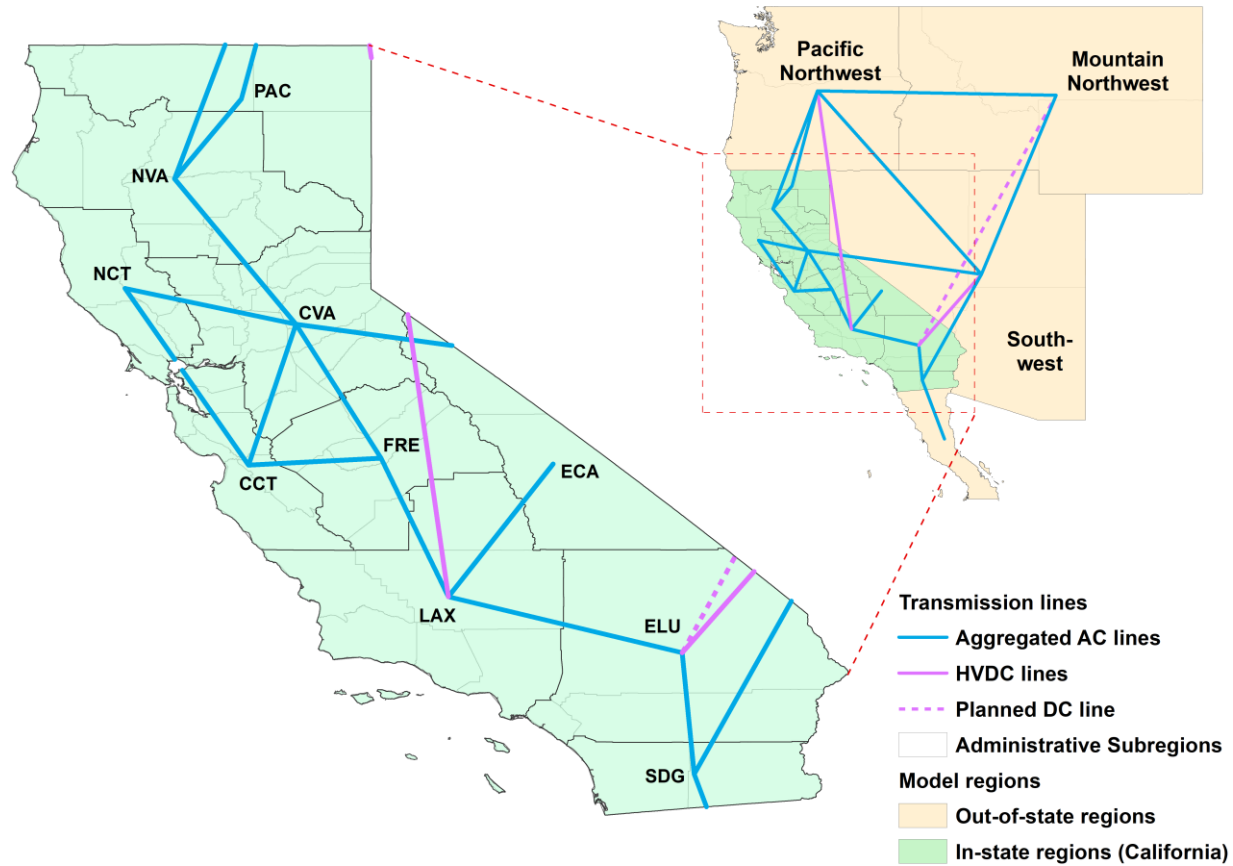 Pacific
Northwest
Mountain
Northwest
PAC
NVA
NCT
CVA
South-
west
FRE
ECA
CCT
LAX
ELU
SDG
Transmission lines
Aggregated AC lines
HVDC lines
Planned DC line
Administrative Subregions
Model regions
Out-of-state regions
In-state regions (California)